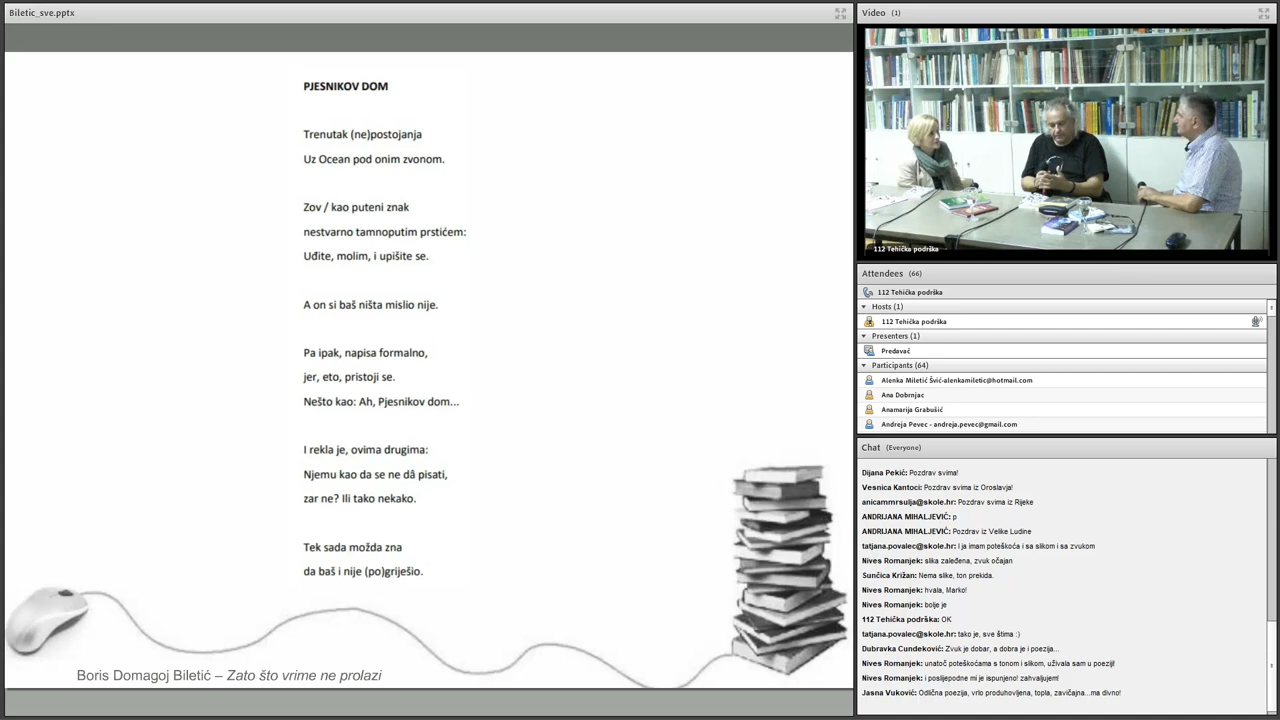 Biletic_sve.pptx
PJESNIKOV DOM
Trenutak (ne)postojanja
Uz Ocean pod onim zvonom.
Zov / kao puteni znak
nestvarno tamnoputim prstićem:
Uđite, molim, i upišite se.
A on si baš ništa mislio nije.
Pa ipak, napisa formalno,
jer, eto, pristoji se.
Nešto kao: Ah, Pjesnikov dom...
I rekla je, ovima drugima:
Njemu kao da se ne dâ pisati,
zar ne? Ili tako nekako.
Tek sada možda zna
da baš i nije (po)griješio.
Boris Domagoj Biletić – Zato što vrime ne prolazi
Video (1)
112 Tehička podrška
Attendees (66)
112 Tehička podrška
Hosts (1)
112 Tehička podrška
Presenters (1)
Predavač
Participants (64)
Alenka Miletić Švić-alenkamiletic@hotmail.com
Ana Dobrnjac
Anamarija Grabušić
Andreja Pevec - andreja.pevec@gmail.com
Chat (Everyone)
Dijana Pekić: Pozdrav svima!
Vesnica Kantoci: Pozdrav svima iz Oroslavja!
anicammrsulja@skole.hr: Pozdrav svima iz Rijeke
ANDRIJANA MIHALJEVIĆ: p
ANDRIJANA MIHALJEVIĆ: Pozdrav iz Velike Ludine
tatjana.povalec@skole.hr: I ja imam poteškoća i sa slikom i sa zvukom
Nives Romanjek: slika zaleđena, zvuk očajan
Sunčica Križan: Nema slike, ton prekida.
Nives Romanjek: hvala, Marko!
Nives Romanjek: bolje je
112 Tehička podrška: OK
tatjana.povalec@skole.hr: tako je, sve štima :)
Dubravka Cundeković: Zvuk je dobar, a dobra je i poezija...
Nives Romanjek: unatoč poteškoćama s tonom i slikom, uživala sam u poeziji!
Nives Romanjek: i poslijepodne mi je ispunjeno! zahvaljujem!
Jasna Vuković: Odlična poezija, vrlo produhovljena, topla, zavičajna...ma divno!